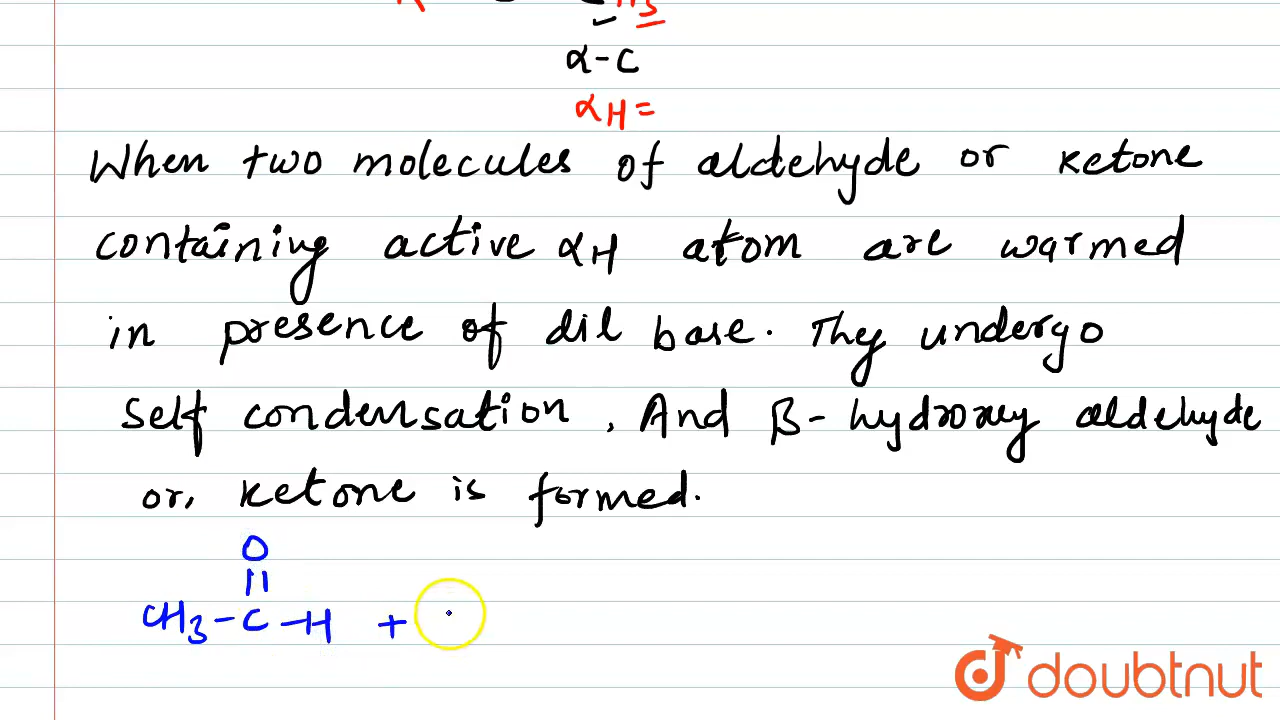 α-C
αH=
When two molecules of aldehyde or ketone
containing active αH atom are warmed
in presence of dil base. They undergo
Self condensation, And β-hydroxy aldehyde
or, ketone is formed.
O
||
CH3-C-H +
doubtnut